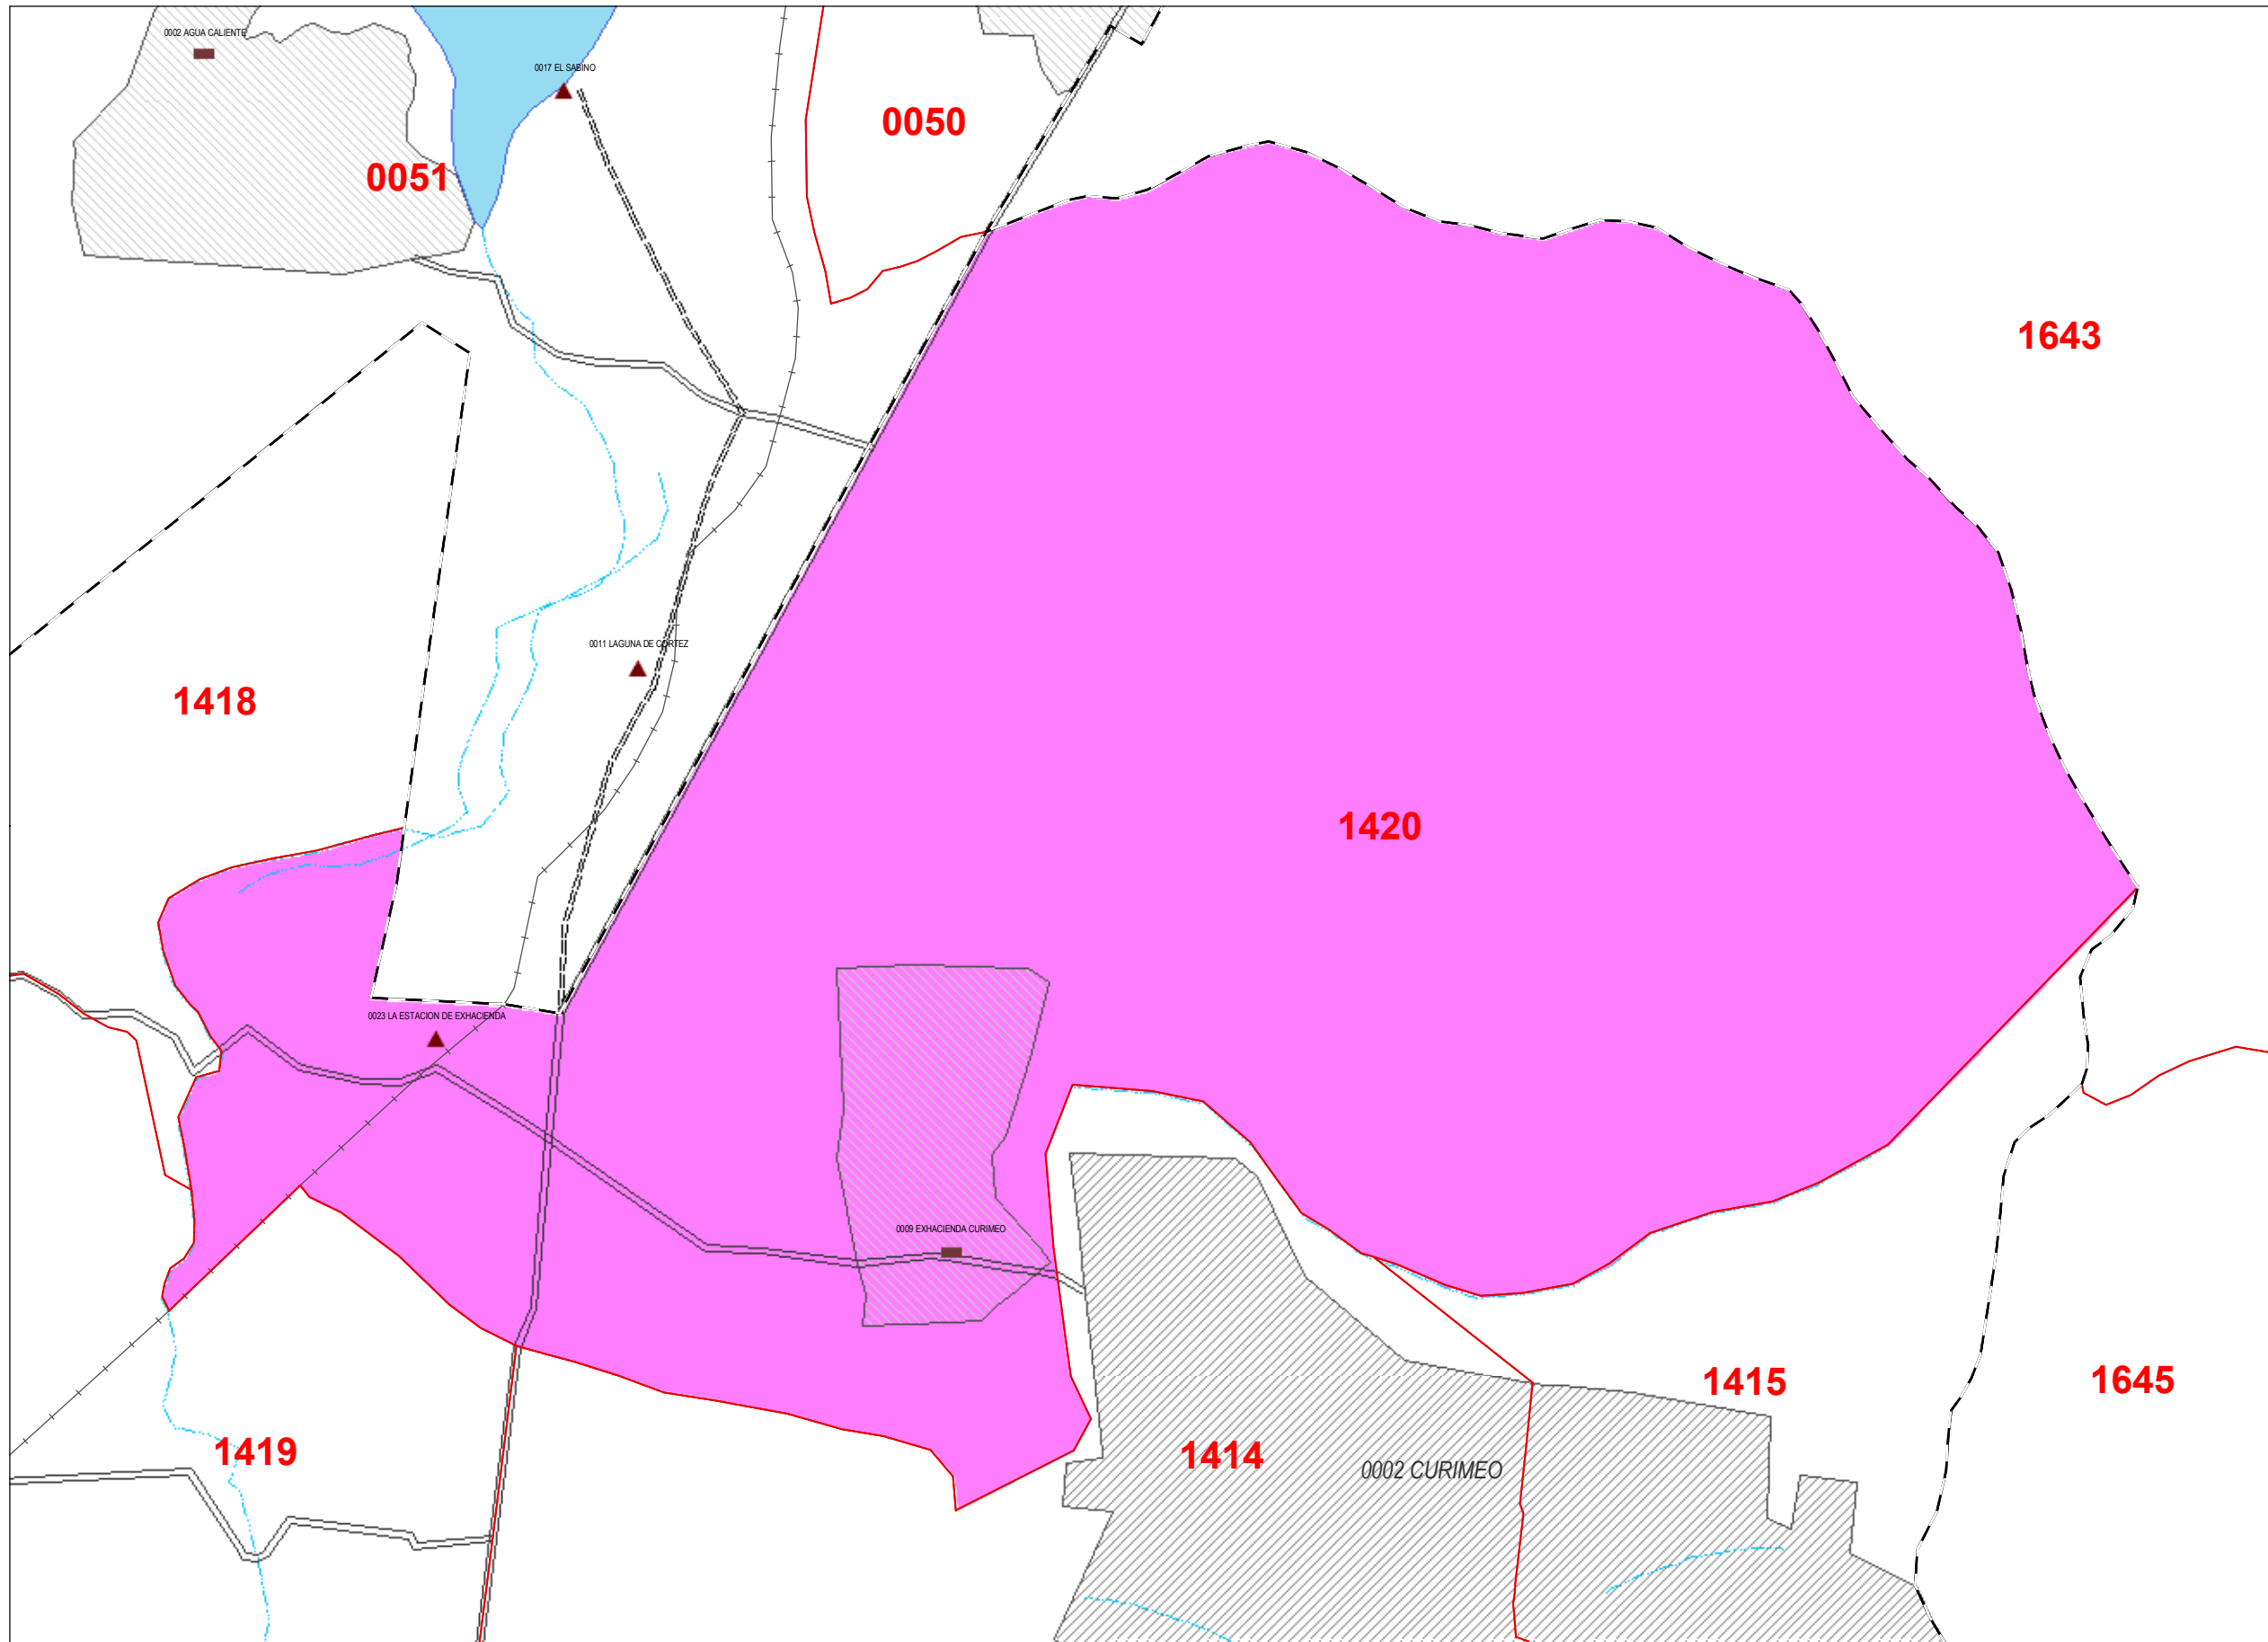 0002 AGUA CALIENTE
0017 EL SABINO
0050
0051
1643
0011 LAGUNA DE CORTEZ
1418
1420
0023 LA ESTACION DE EXHACIENDA
0009 EXHACIENDA CURIMEO
1415
1645
1419
1414
0002 CURIMEO